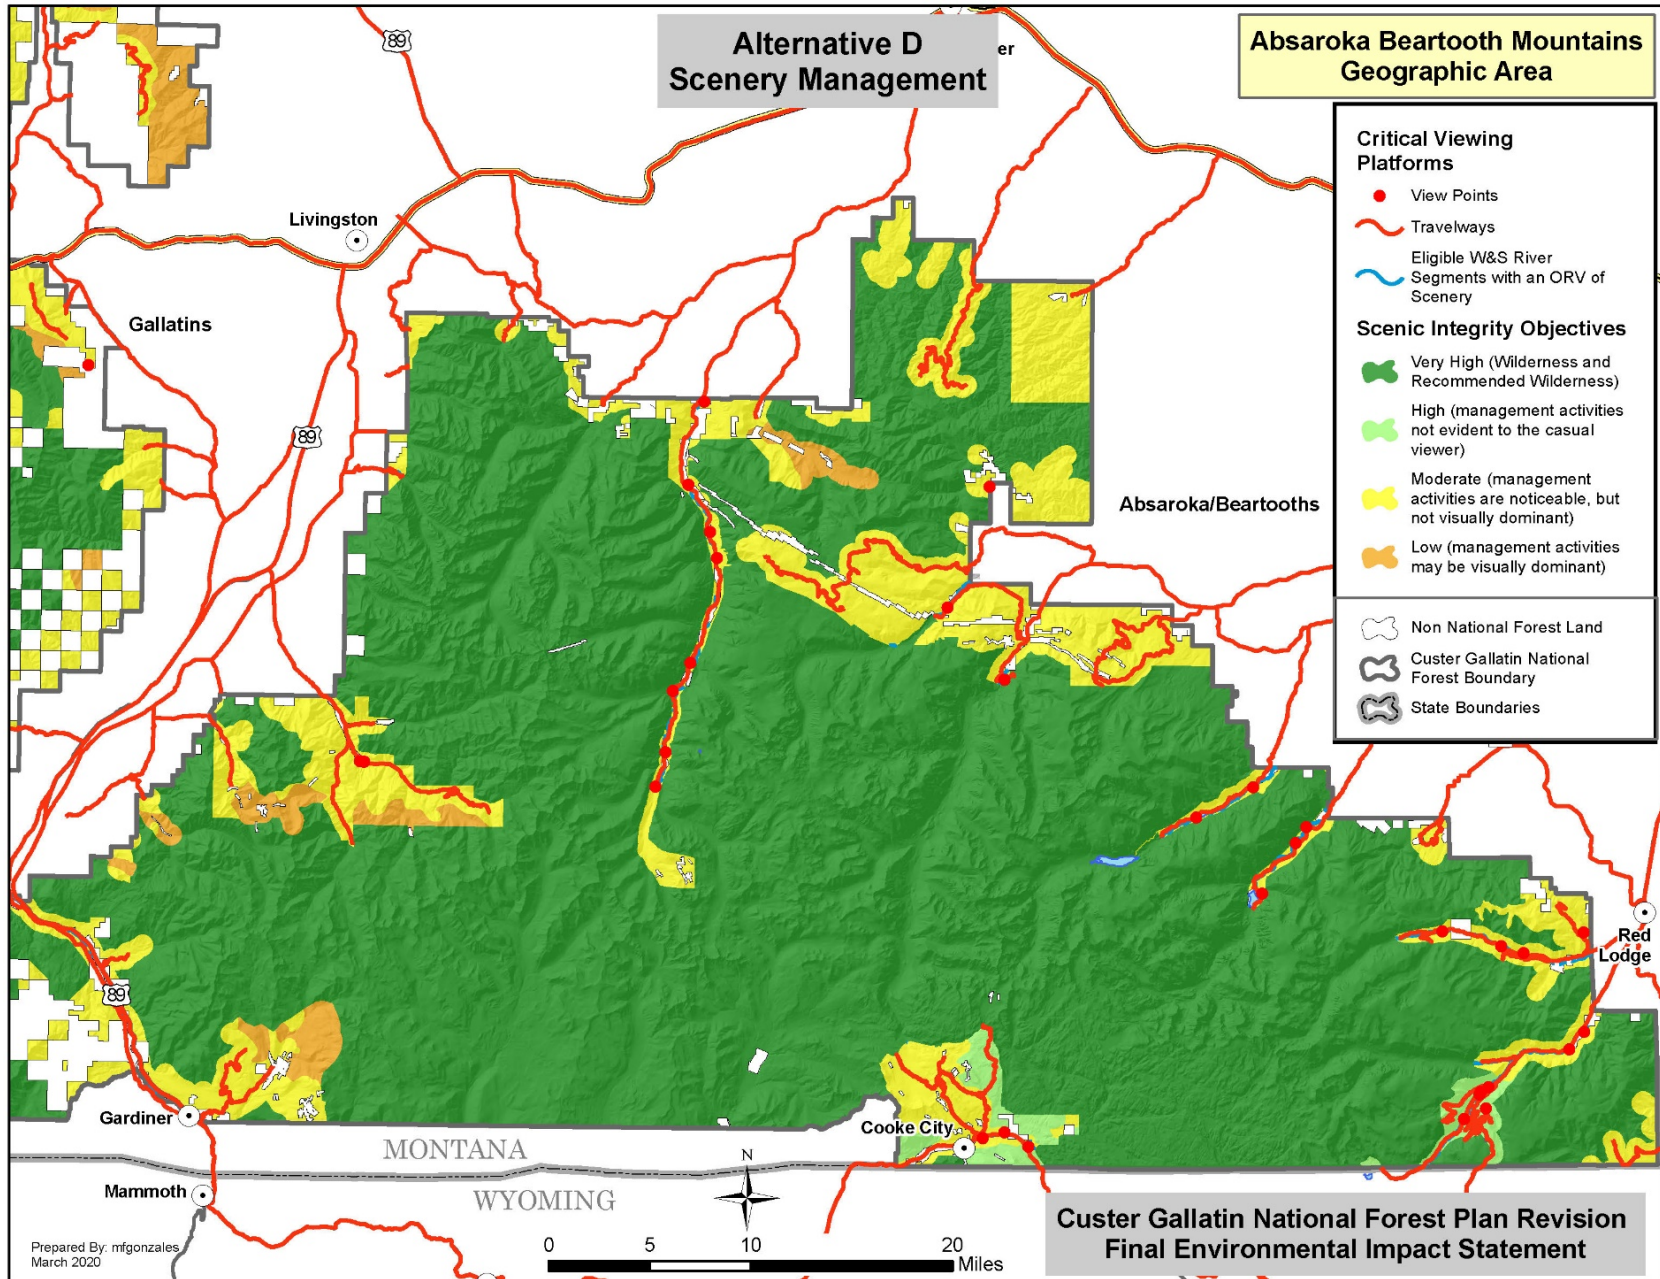 Alternative D
Scenery Management
er
Absaroka Beartooth Mountains
Geographic Area
89
Critical Viewing
Platforms
View Points
Travelways
Eligible W&S River
Segments with an ORV of
Scenery
Scenic Integrity Objectives
Very High (Wilderness and
Recommended Wilderness)
High (management activities
not evident to the casual
viewer)
Moderate (management
activities are noticeable, but
not visually dominant)
Low (management activities
may be visually dominant)
Non National Forest Land
Custer Gallatin National
Forest Boundary
State Boundaries
Livingston
Gallatins
89
Absaroka/Beartooths
Red
Lodge
89
Gardiner
Cooke City
MONTANA
N
WYOMING
Mammoth
Prepared By: mfgonzales
March 2020
0 5 10 20
Miles
Custer Gallatin National Forest Plan Revision
Final Environmental Impact Statement